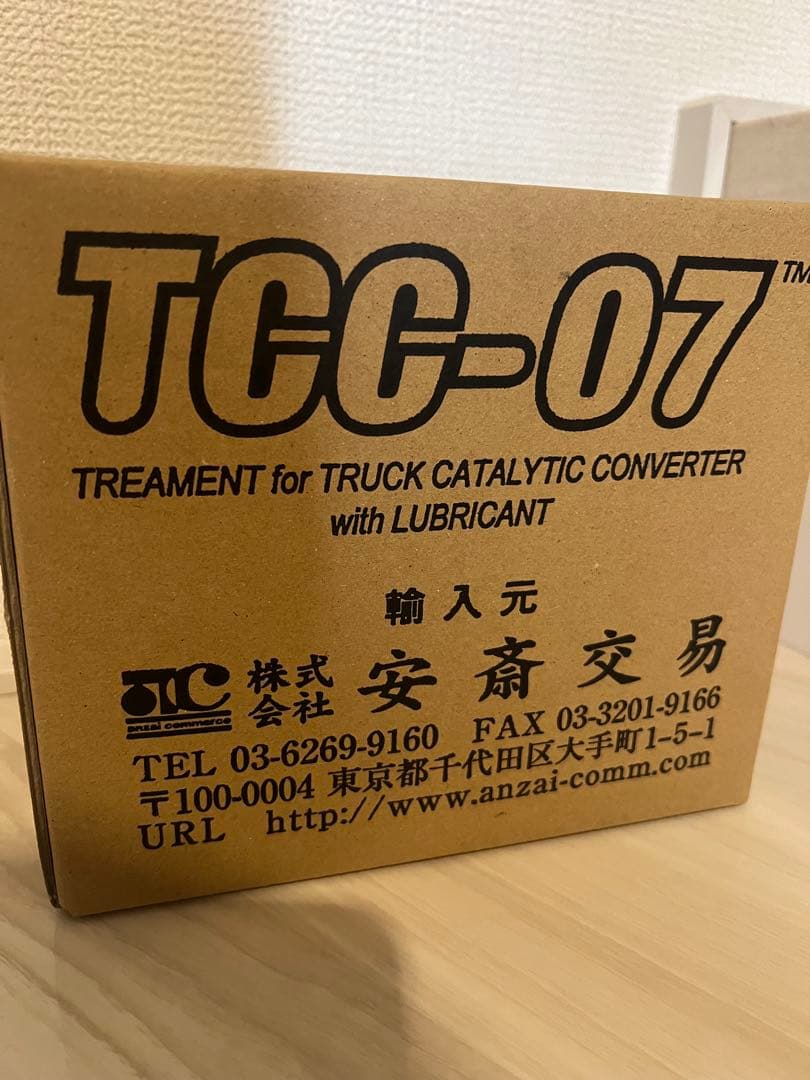 TCC-07™
TREAMENT for TRUCK CATALYTIC CONVERTER
with LUBRICANT
輸入元
anzai commerce 株式会社 安斎交易
TEL 03-6269-9160 FAX 03-3201-9166
〒100-0004 東京都千代田区大手町1-5-1
URL http://www.anzai-comm.com